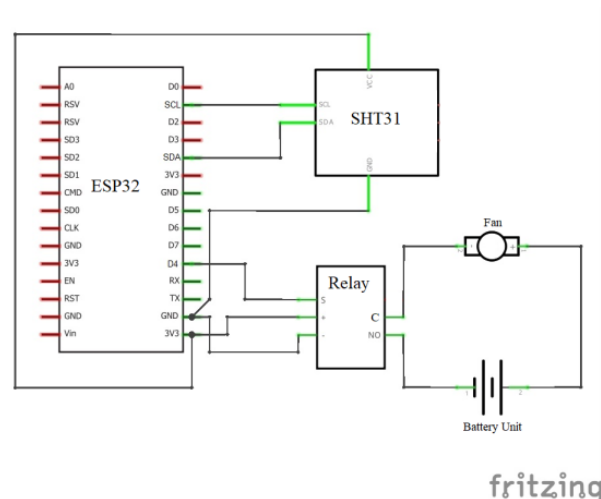 VCC
A0
D0
RSV
SCL
SCL
RSV
D2
SDA
SHT31
SD3
D3
SD2
SDA
SD1
3V3
GND
CMD
ESP32
GND
SD0
D5
CLK
D6
Fan
GND
D7
3V3
D4
EN
RX
Relay
RST
TX
S
GND
GND
+
C
Vin
3V3
-
NO
1
2
Battery Unit
fritzing